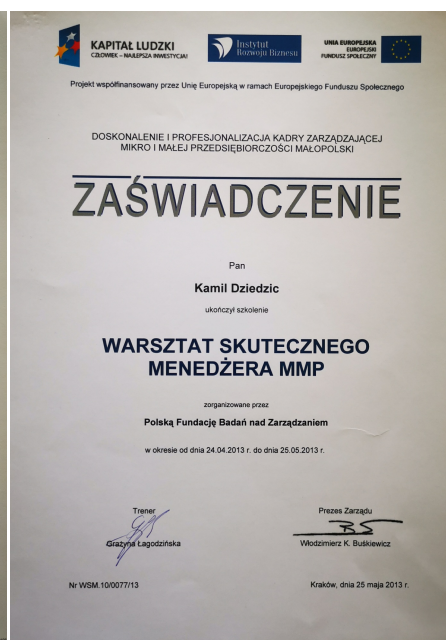 KAPITAŁ LUDZKI
CZŁOWIEK – NAJLEPSZA INWESTYCJA!
Instytut
Rozwoju Biznesu
UNIA EUROPEJSKA
EUROPEJSKI
FUNDUSZ SPOŁECZNY
Projekt współfinansowany przez Unię Europejską w ramach Europejskiego Funduszu Społecznego
DOSKONALENIE I PROFESJONALIZACJA KADRY ZARZĄDZAJĄCEJ
MIKRO I MAŁEJ PRZEDSIĘBIORCZOŚCI MAŁOPOLSKI
ZAŚWIADCZENIE
Pan
Kamil Dziedzic
ukończył szkolenie
WARSZTAT SKUTECZNEGO
MENEDŻERA MMP
zorganizowane przez
Polską Fundację Badań nad Zarządzaniem
w okresie od dnia 24.04.2013 r. do dnia 25.05.2013 r.
Trener
Grażyna Łagodzińska
Prezes Zarządu
Włodzimierz K. Buśkiewicz
Nr WSM.10/0077/13
Kraków, dnia 25 maja 2013 r.